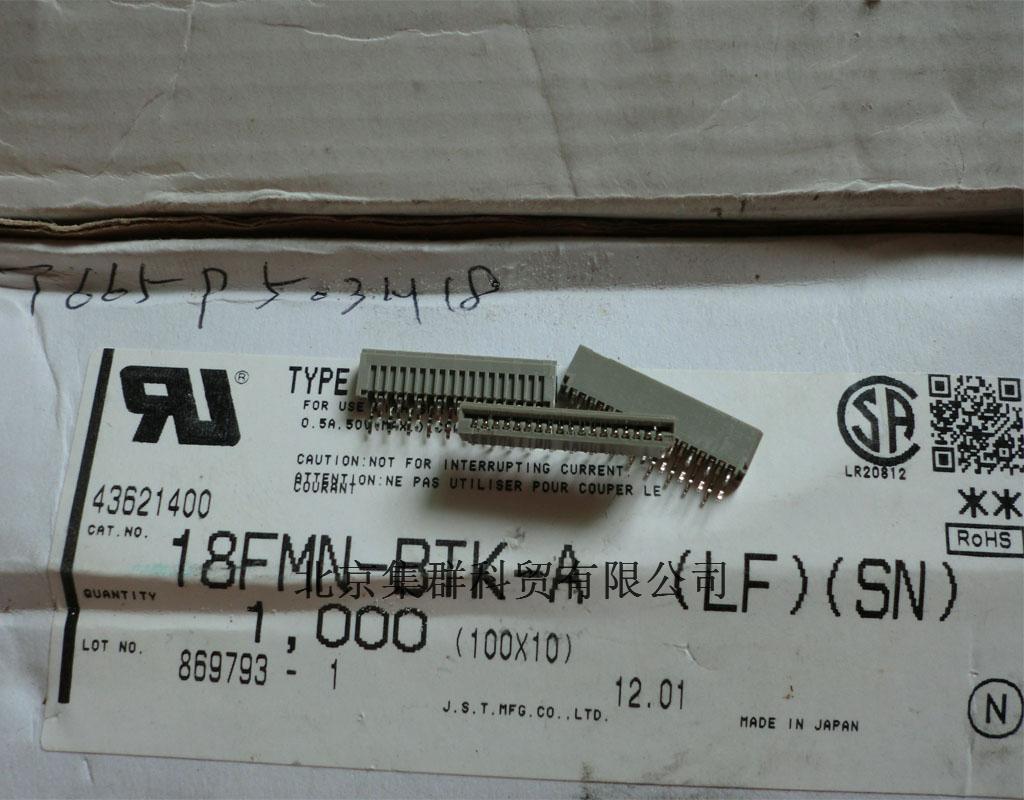 TYPE
FOR USE
0.5A,50V
CAUTION:NOT FOR INTERRUPTING CURRENT.
ATTENTION:NE PAS UTILISER POUR COUPER LE
COURANT
LR20812
43621400
CAT.NO.
18FMN-BTK-A (LF)(SN)
RoHS
北京集群科贸有限公司
QUANTITY
1,000 (100X10)
LOT NO.
869793 - 1
12.01
J.S.T.MFG.CO.,LTD.
MADE IN JAPAN
N